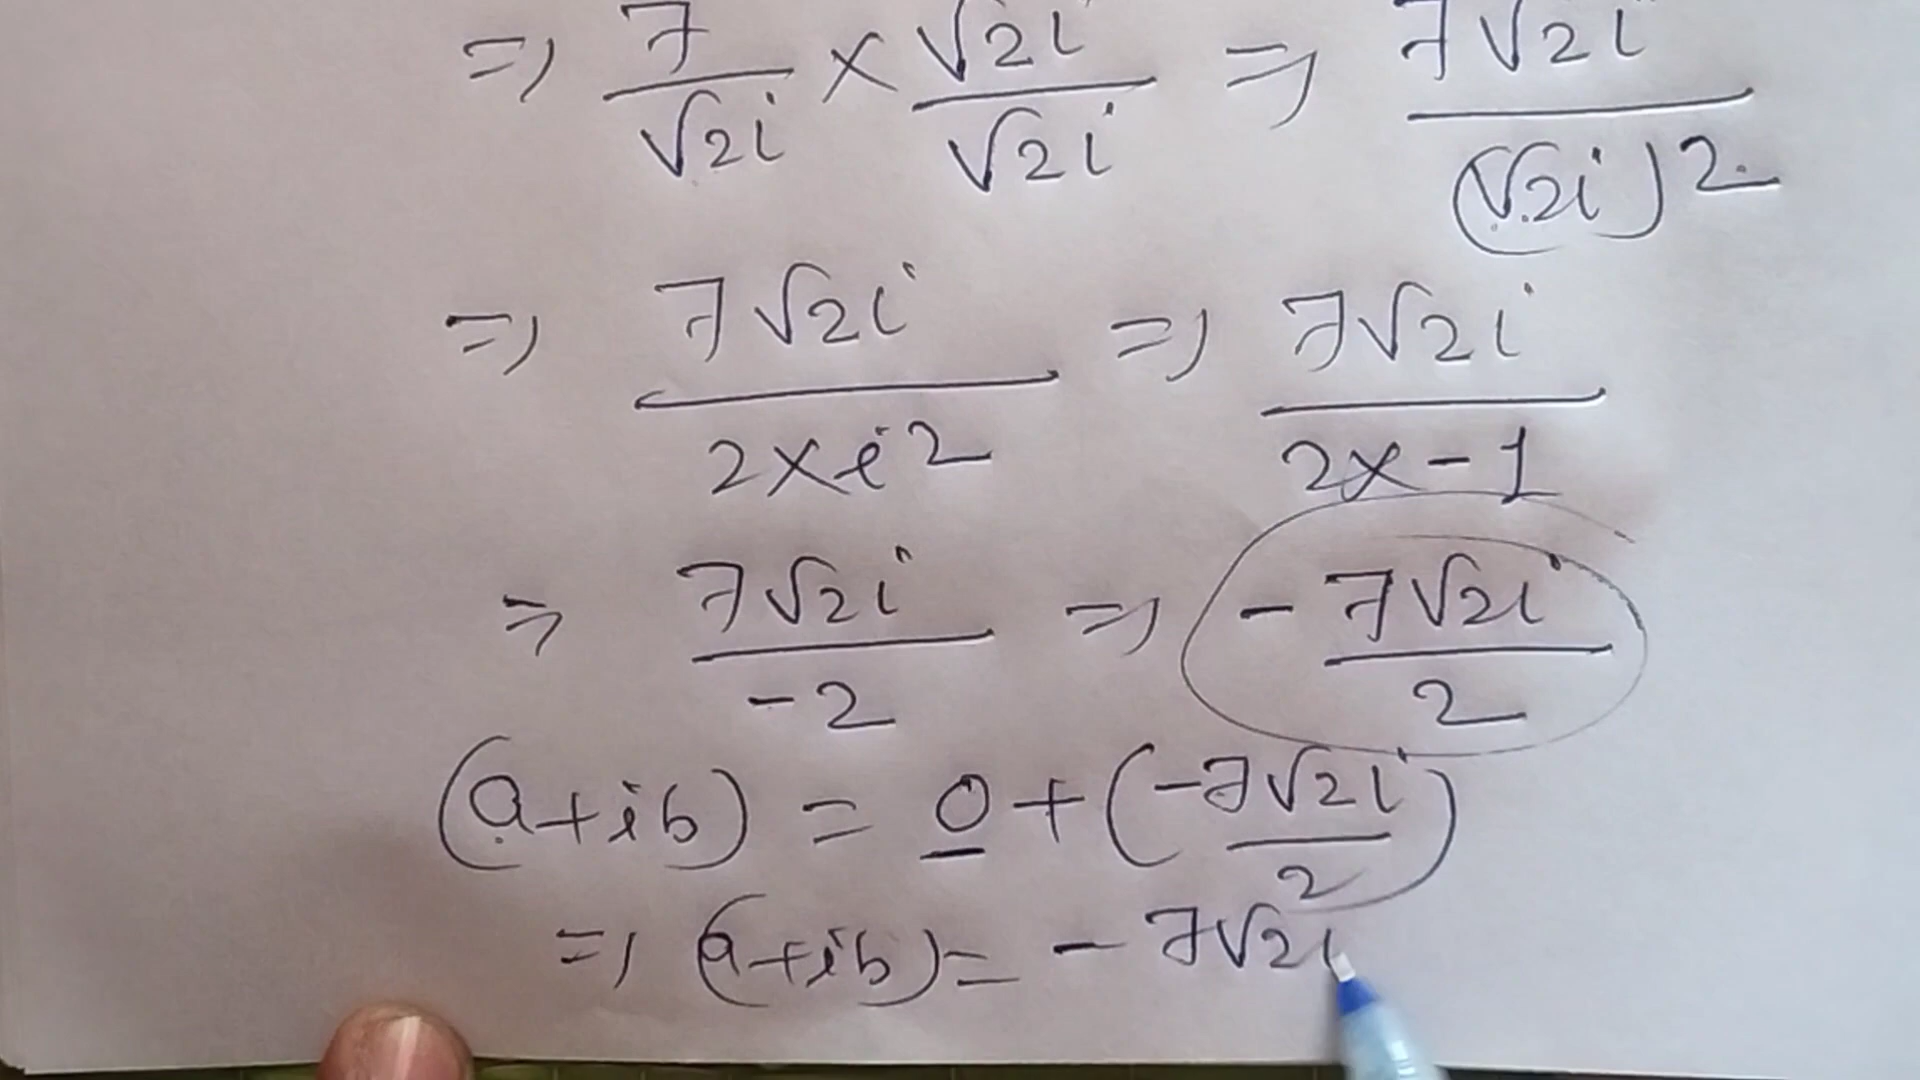 => 7/√2i × √2i/√2i => 7√2i/(√2i)2
=> 7√2i/2×i2 => 7√2i/2×-1
=> 7√2i/-2 => -7√2i/2
(a+ib) = 0+(-7√2i/2)
=> (a+ib)= -7√2i